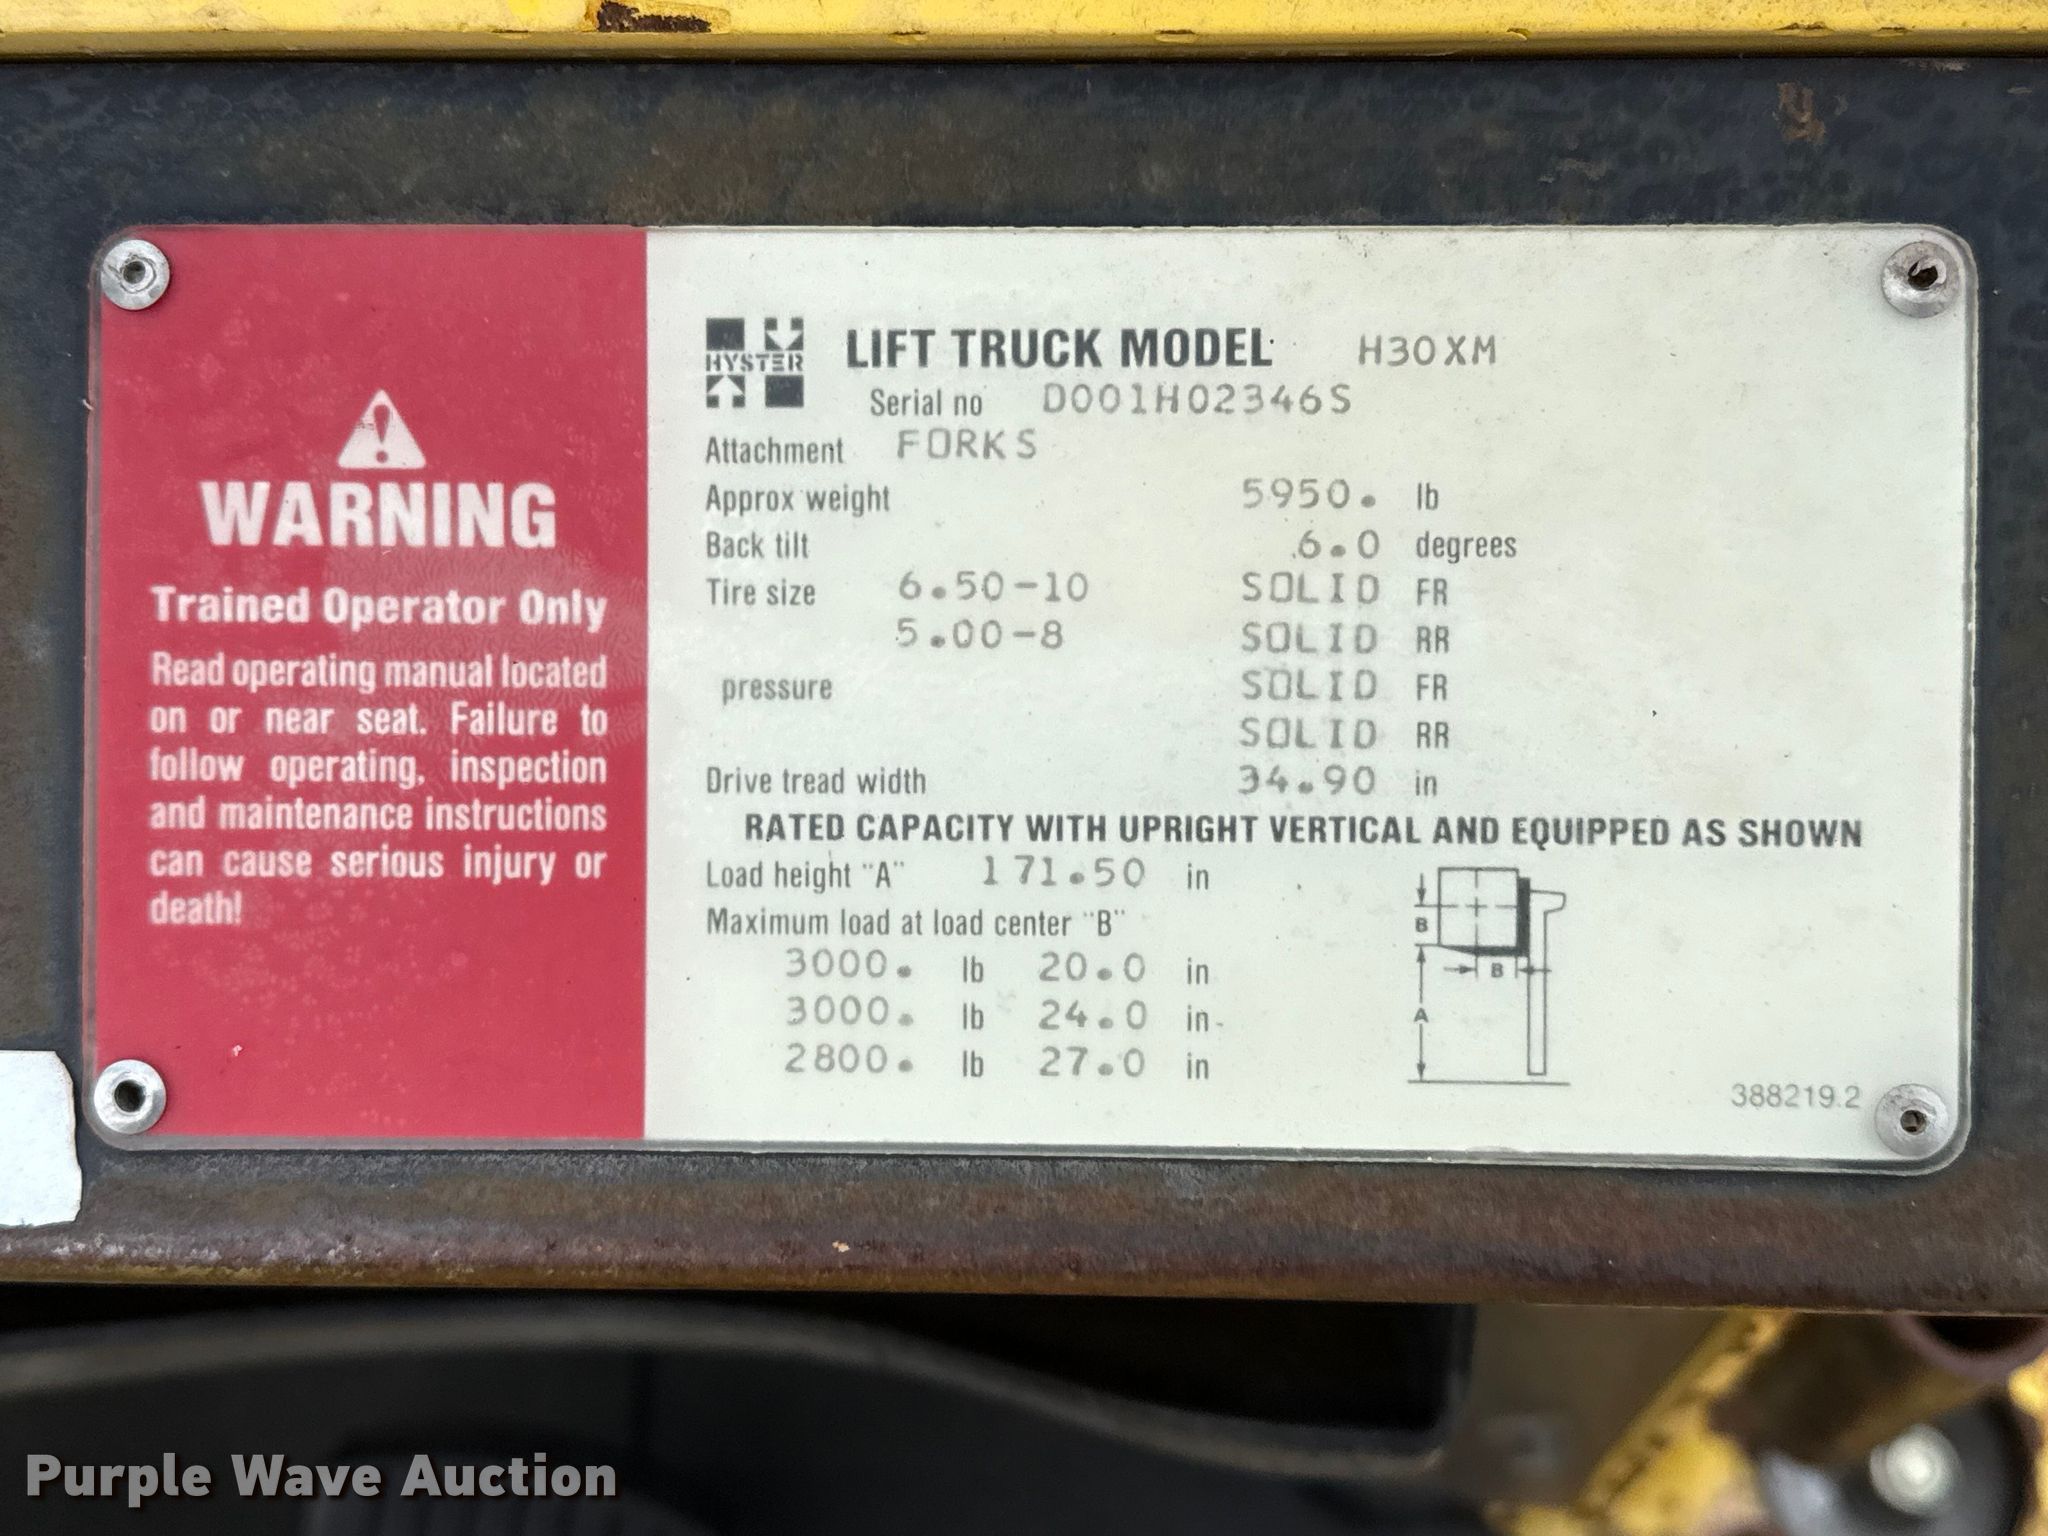 WARNING
Trained Operator Only
Read operating manual located
on or near seat. Failure to
follow operating, inspection
and maintenance instructions
can cause serious injury or
death!
HYSTER
LIFT TRUCK MODEL H30XM
Serial no D001H02346S
Attachment FORKS
Approx weight 5950. lb
Back tilt 6.0 degrees
Tire size 6.50-10 SOLID FR
5.00-8 SOLID RR
pressure SOLID FR
SOLID RR
Drive tread width 34.90 in
RATED CAPACITY WITH UPRIGHT VERTICAL AND EQUIPPED AS SHOWN
Load height "A" 171.50 in
Maximum load at load center "B"
3000. lb 20.0 in
3000. lb 24.0 in
2800. lb 27.0 in
B
B
A
388219.2
Purple Wave Auction